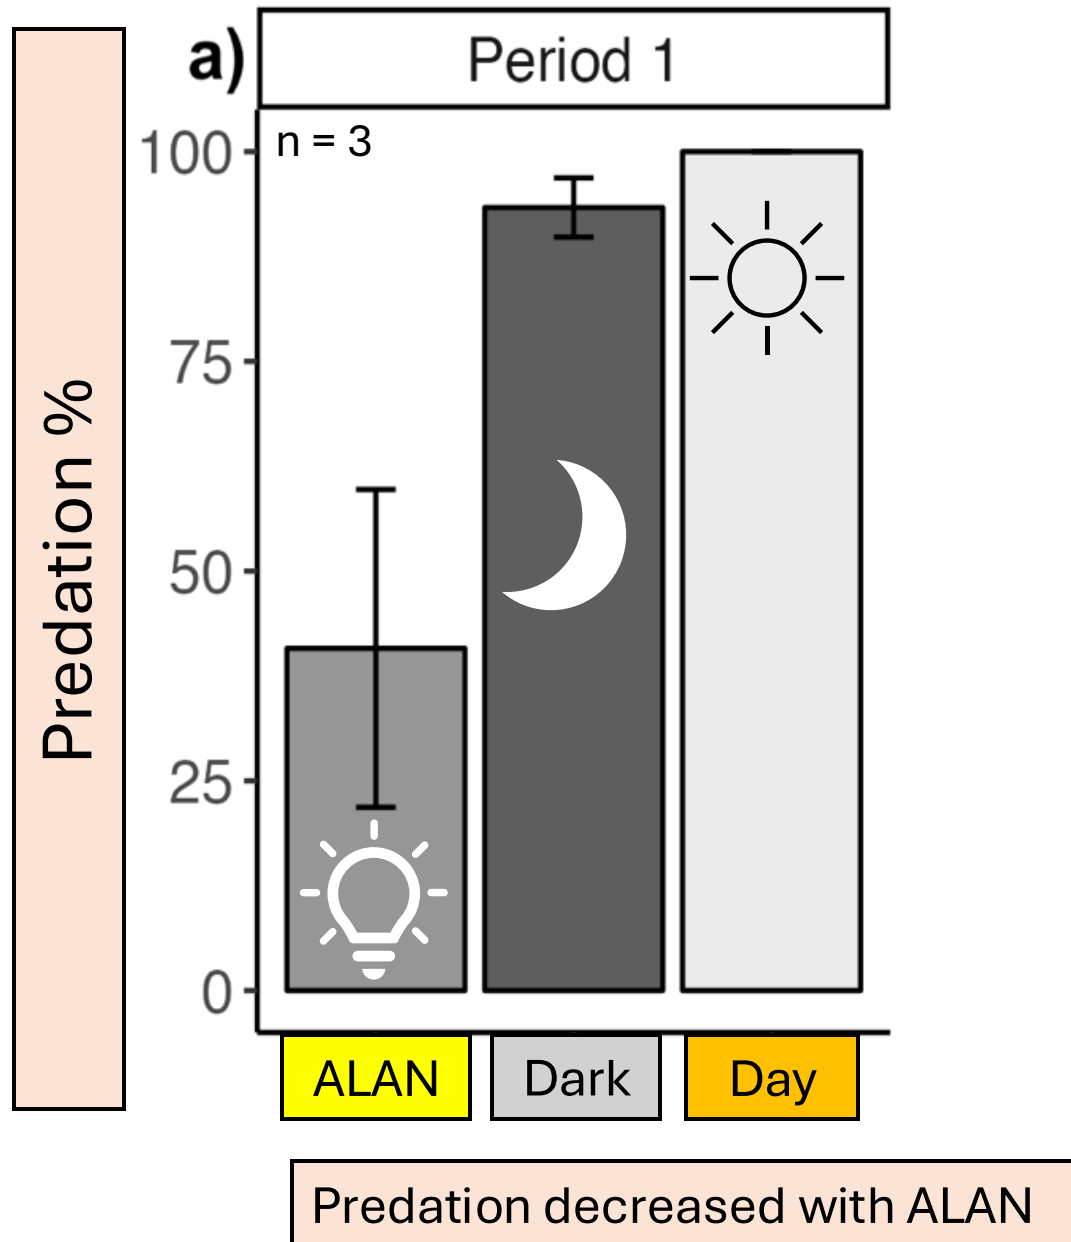 a)
Period 1
n = 3
100
75
50
25
0
Predation %
ALAN
Dark
Day
Predation decreased with ALAN